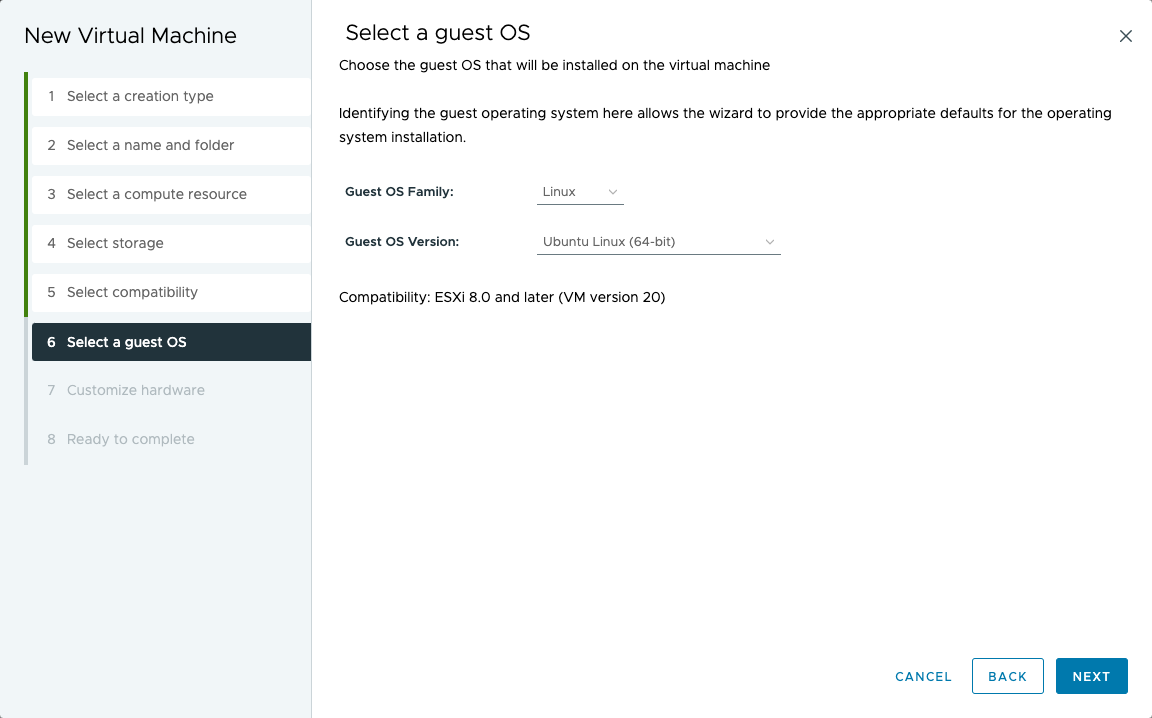 New Virtual Machine
1 Select a creation type
2 Select a name and folder
3 Select a compute resource
4 Select storage
5 Select compatibility
6 Select a guest OS
7 Customize hardware
8 Ready to complete
Select a guest OS
Choose the guest OS that will be installed on the virtual machine
Identifying the guest operating system here allows the wizard to provide the appropriate defaults for the operating
system installation.
Guest OS Family: Linux
Guest OS Version: Ubuntu Linux (64-bit)
Compatibility: ESXi 8.0 and later (VM version 20)
CANCEL BACK NEXT